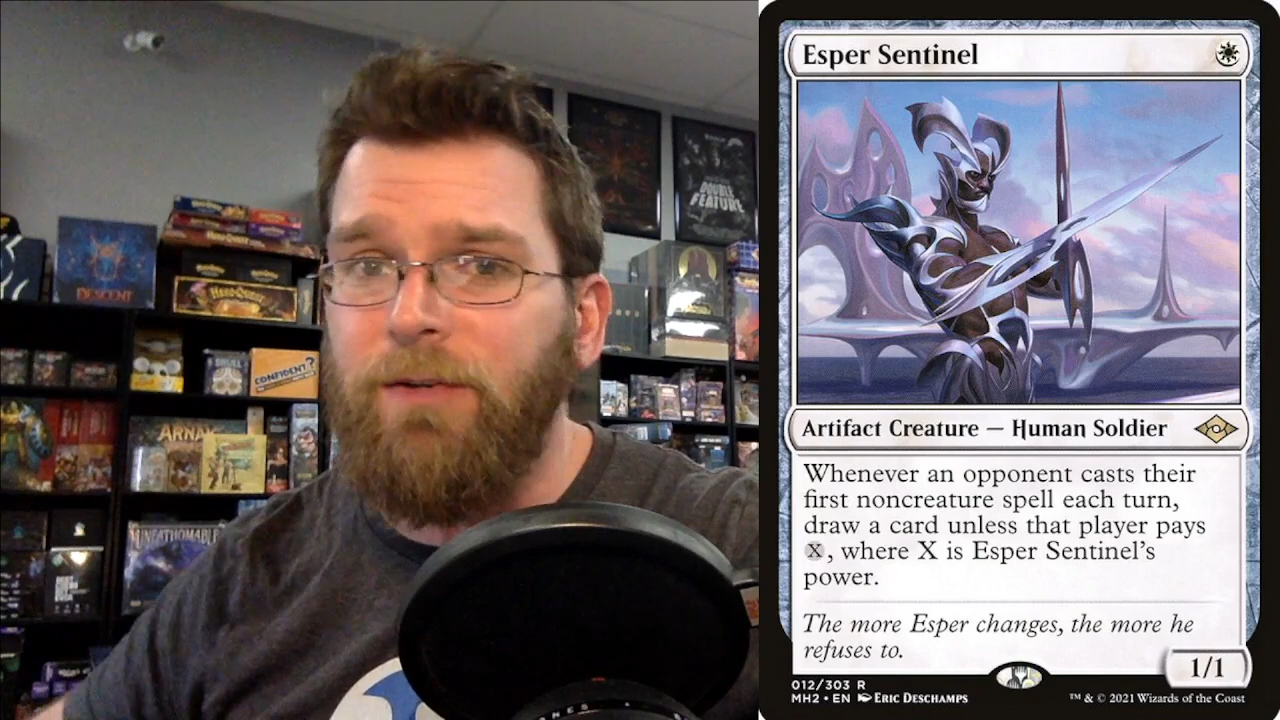 DOUBLE
FEATURE
DESCENT
HeroQuest
CONFIDENT?
ARNAK
UNFATHOMABLE
Esper Sentinel
Artifact Creature — Human Soldier
Whenever an opponent casts their
first noncreature spell each turn,
draw a card unless that player pays
X, where X is Esper Sentinel's
power.
The more Esper changes, the more he
refuses to.
1/1
012/303 R
MH2 • EN Eric Deschamps
™ & © 2021 Wizards of the Coast